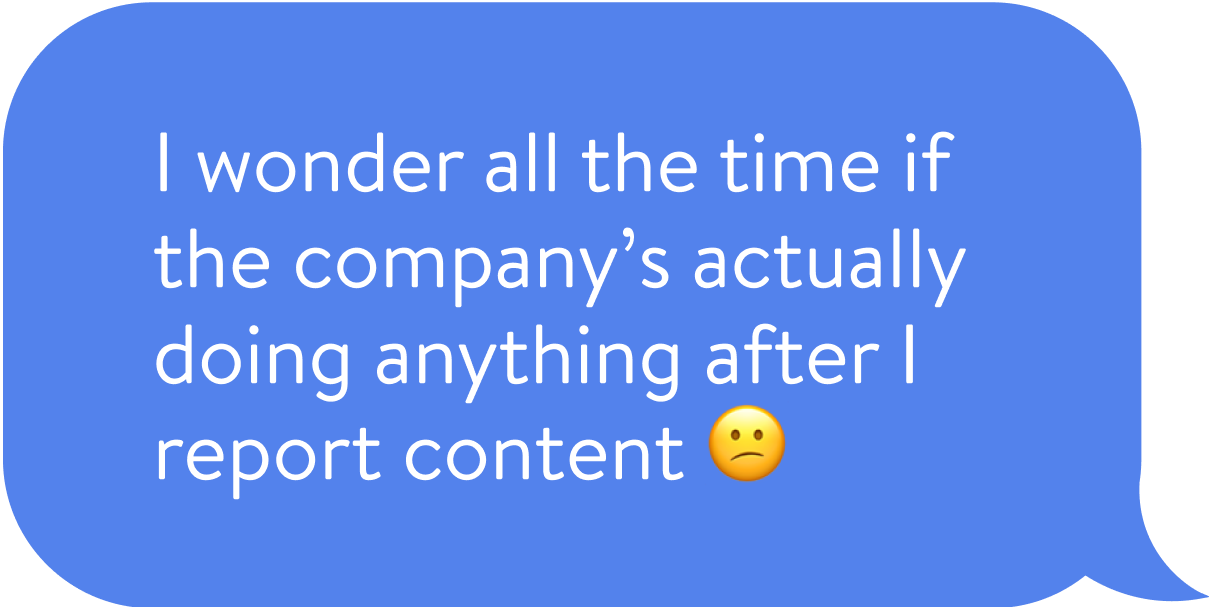 I wonder all the time if
the company’s actually
doing anything after I
report content 😕